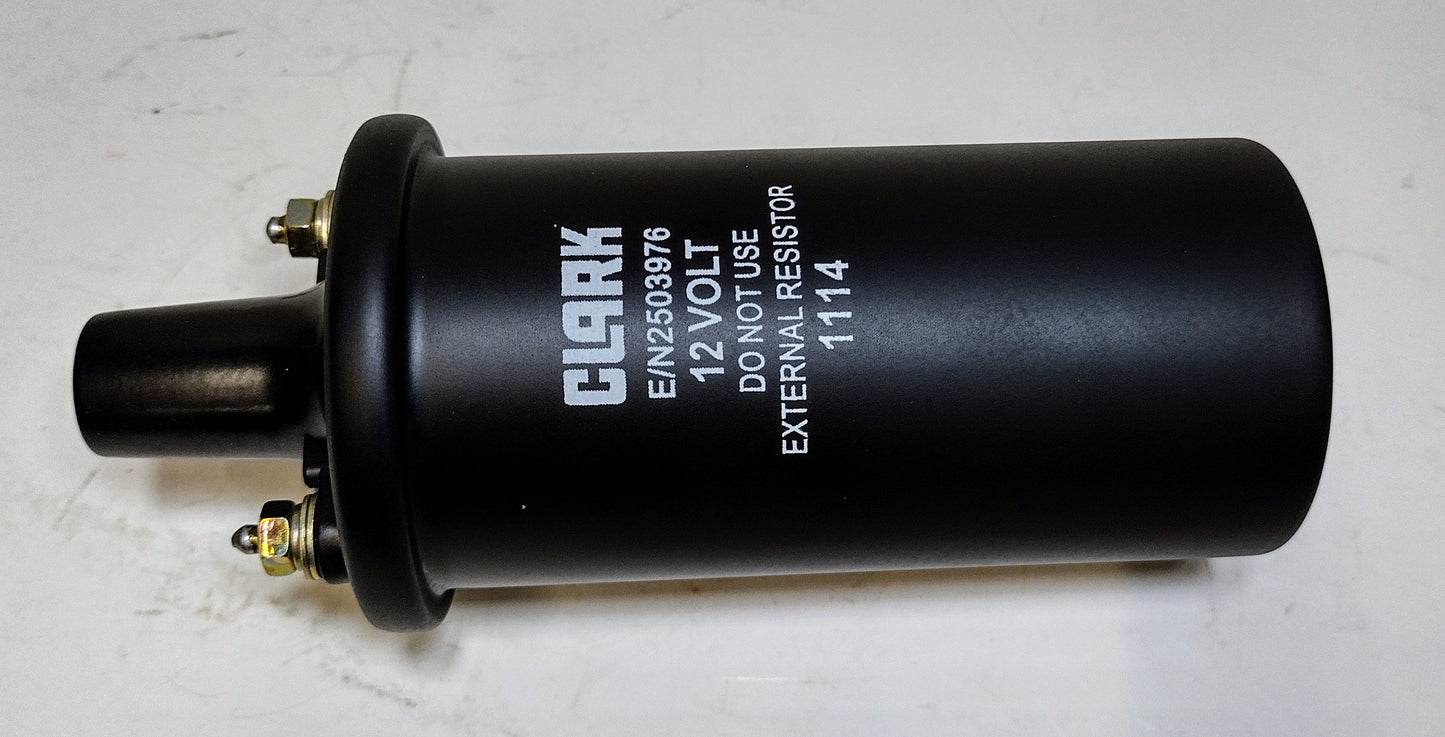 CLARK
E/N2503976
12 VOLT
DO NOT USE
EXTERNAL RESISTOR
1114